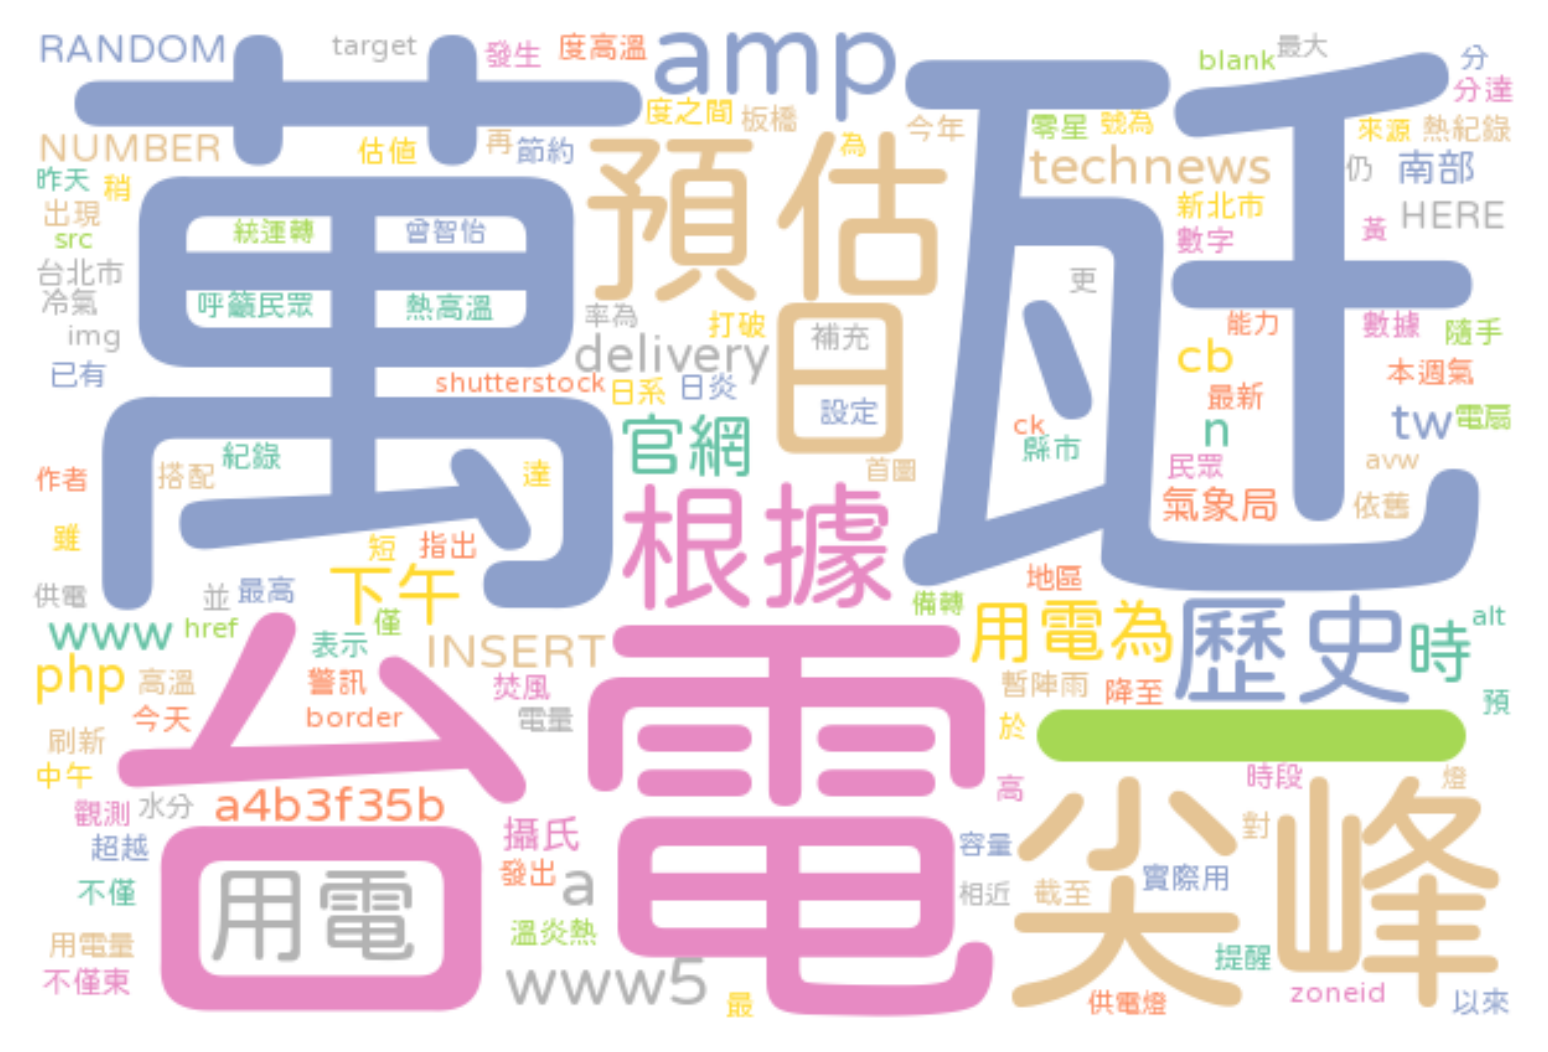 RANDOM
target
發生
度高溫
amp
blank
最大
分
分達
萬
瓩
度之間
板橋
今年
零星
號為
來源
熱紀錄
NUMBER
估值
再
節約
預估
為
technews
仍
南部
昨天
稍
出現
新北市
HERE
src
統運轉
曾智怡
數字
黃
台北市
冷氣
呼籲民眾
熱高溫
更
img
率為
打破
補充
能力
數據
隨手
delivery
日
cb
已有
shutterstock
日系
日炎
設定
最新
本週氣
官網
ck
n
tw
電扇
縣市
紀錄
作者
搭配
達
首圖
民眾
avw
根據
氣象局
依舊
雖
短
指出
下午
地區
供電
並
最高
備轉
用電為
歷史
時
alt
www
href
僅
表示
INSERT
php
高溫
警訊
焚風
暫陣雨
降至
預
今天
border
電量
於
一
刷新
中午
台電
時段
燈
觀測
水分
a4b3f35b
高
尖峰
超越
攝氏
容量
對
不僅
用電
發出
a
相近
截至
實際用
用電量
溫炎熱
提醒
不僅東
www5
最
供電燈
zoneid
以來